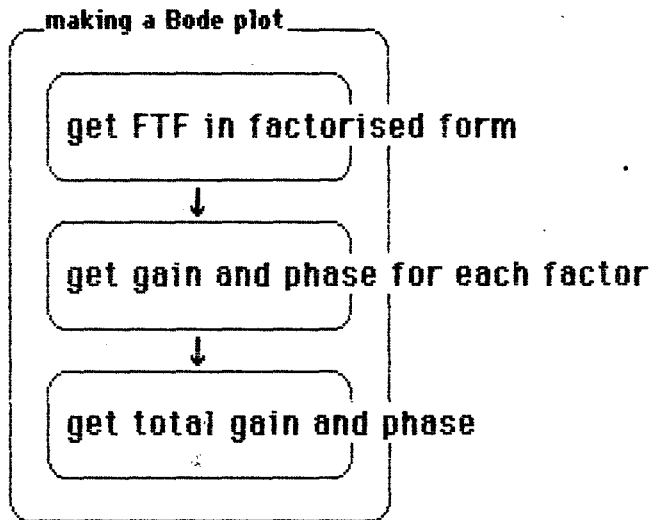 making a Bode plot
get FTF in factorised form
get gain and phase for each factor
get total gain and phase